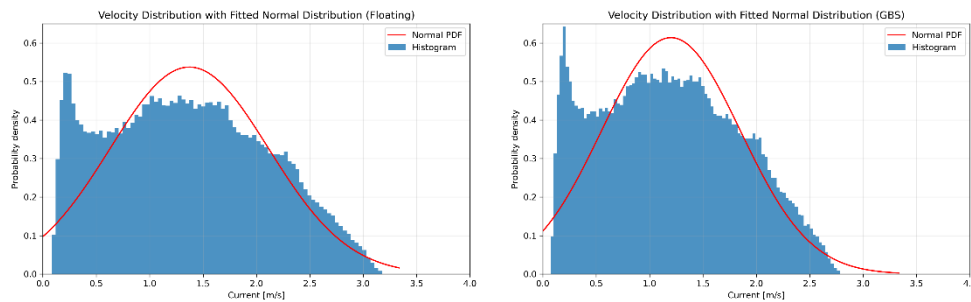 Velocity Distribution with Fitted Normal Distribution (Floating)
Normal PDF
Histogram
Probability density
0.6
0.5
0.4
0.3
0.2
0.1
0.0
0.0 0.5 1.0 1.5 2.0 2.5 3.0 3.5 4.0
Current [m/s]
Velocity Distribution with Fitted Normal Distribution (GBS)
Normal PDF
Histogram
Probability density
0.6
0.5
0.4
0.3
0.2
0.1
0.0
0.0 0.5 1.0 1.5 2.0 2.5 3.0 3.5 4.0
Current [m/s]